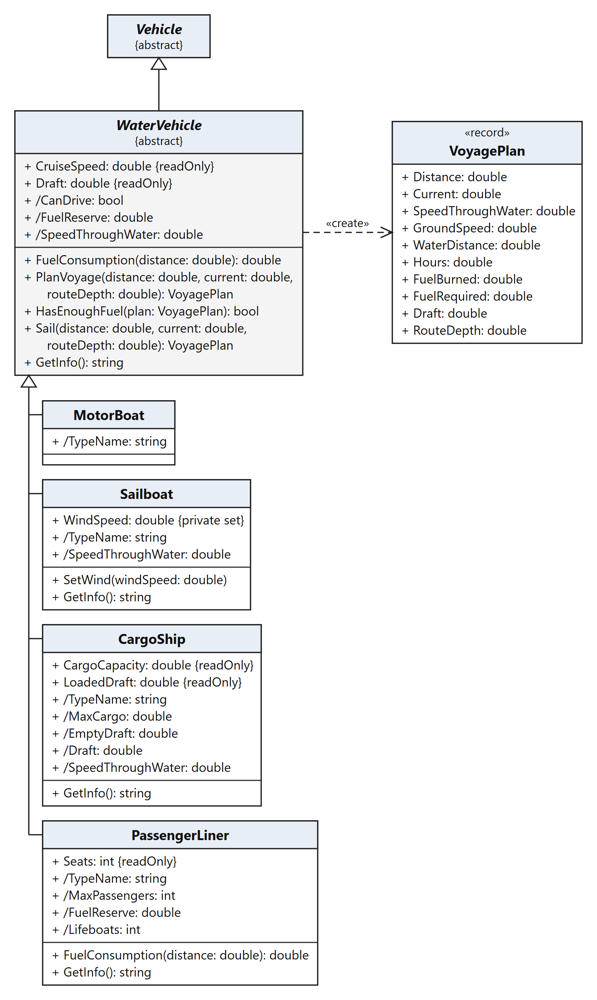 Vehicle
{abstract}
WaterVehicle
{abstract}
+ CruiseSpeed: double {readOnly}
+ Draft: double {readOnly}
+ /CanDrive: bool
+ /FuelReserve: double
+ /SpeedThroughWater: double
+ FuelConsumption(distance: double): double
+ PlanVoyage(distance: double, current: double,
routeDepth: double): VoyagePlan
+ HasEnoughFuel(plan: VoyagePlan): bool
+ Sail(distance: double, current: double,
routeDepth: double): VoyagePlan
+ GetInfo(): string
«create»
«record»
VoyagePlan
+ Distance: double
+ Current: double
+ SpeedThroughWater: double
+ GroundSpeed: double
+ WaterDistance: double
+ Hours: double
+ FuelBurned: double
+ FuelRequired: double
+ Draft: double
+ RouteDepth: double
MotorBoat
+ /TypeName: string
Sailboat
+ WindSpeed: double {private set}
+ /TypeName: string
+ /SpeedThroughWater: double
+ SetWind(windSpeed: double)
+ GetInfo(): string
CargoShip
+ CargoCapacity: double {readOnly}
+ LoadedDraft: double {readOnly}
+ /TypeName: string
+ /MaxCargo: double
+ /EmptyDraft: double
+ /Draft: double
+ /SpeedThroughWater: double
+ GetInfo(): string
PassengerLiner
+ Seats: int {readOnly}
+ /TypeName: string
+ /MaxPassengers: int
+ /FuelReserve: double
+ /Lifeboats: int
+ FuelConsumption(distance: double): double
+ GetInfo(): string